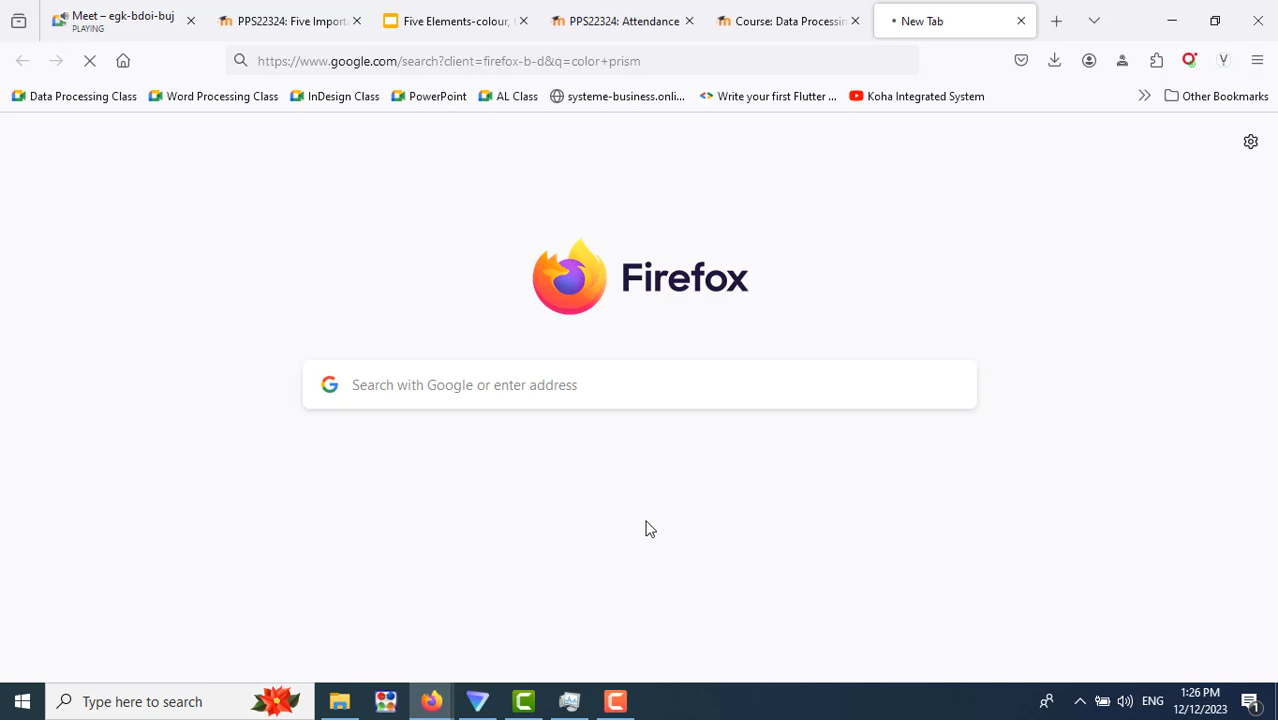 Meet – egk-bdoi-buj
PLAYING
PPS22324: Five Import
Five Elements-colour,
PPS22324: Attendance
Course: Data Processin
New Tab
https://www.google.com/search?client=firefox-b-d&q=color+prism
Data Processing Class
Word Processing Class
InDesign Class
PowerPoint
AL Class
systeme-business.onli...
Write your first Flutter ...
Koha Integrated System
Other Bookmarks
Firefox
Search with Google or enter address
Type here to search
ENG
1:26 PM
12/12/2023
1